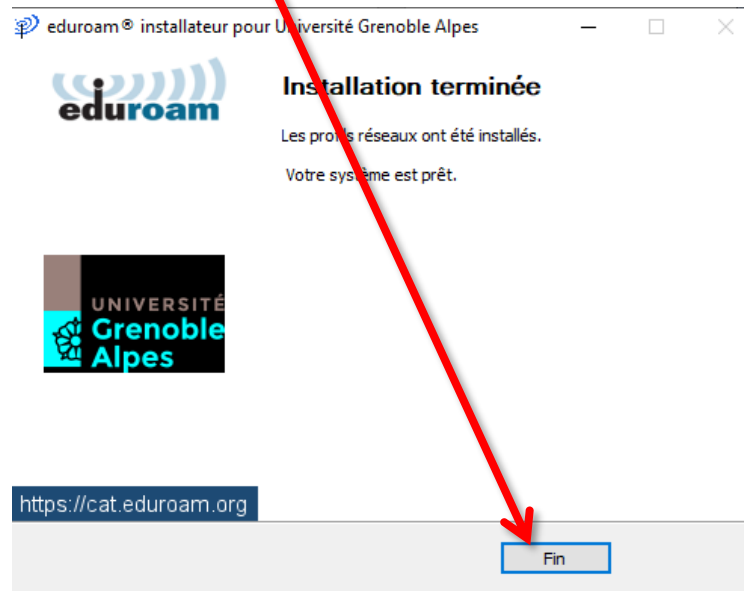 eduroam® installateur pour Université Grenoble Alpes
eduroam
Installation terminée
Les profils réseaux ont été installés.
Votre système est prêt.
UNIVERSITÉ
Grenoble
Alpes
https://cat.eduroam.org
Fin